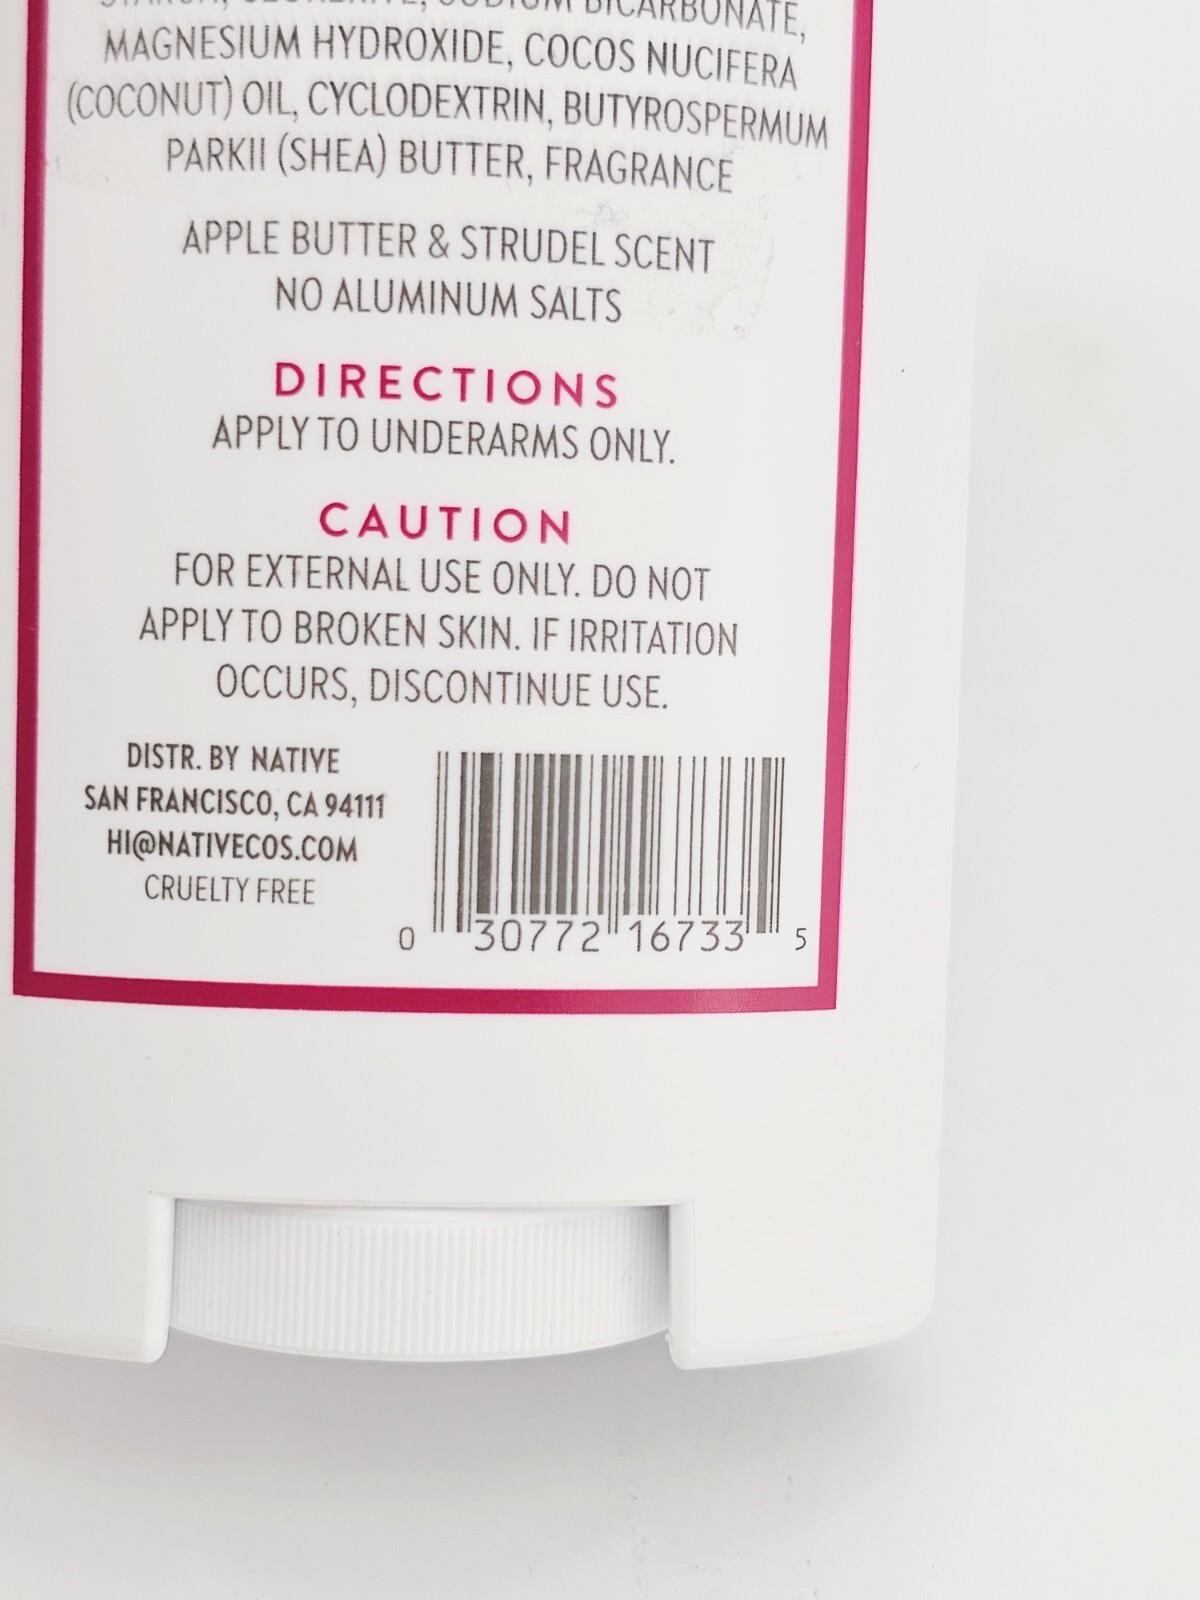 SODIUM BICARBONATE,
MAGNESIUM HYDROXIDE, COCOS NUCIFERA
(COCONUT) OIL, CYCLODEXTRIN, BUTYROSPERMUM
PARKII (SHEA) BUTTER, FRAGRANCE
APPLE BUTTER & STRUDEL SCENT
NO ALUMINUM SALTS
DIRECTIONS
APPLY TO UNDERARMS ONLY.
CAUTION
FOR EXTERNAL USE ONLY. DO NOT
APPLY TO BROKEN SKIN. IF IRRITATION
OCCURS, DISCONTINUE USE.
DISTR. BY NATIVE
SAN FRANCISCO, CA 94111
HI@NATIVECOS.COM
CRUELTY FREE
0 30772 16733 5